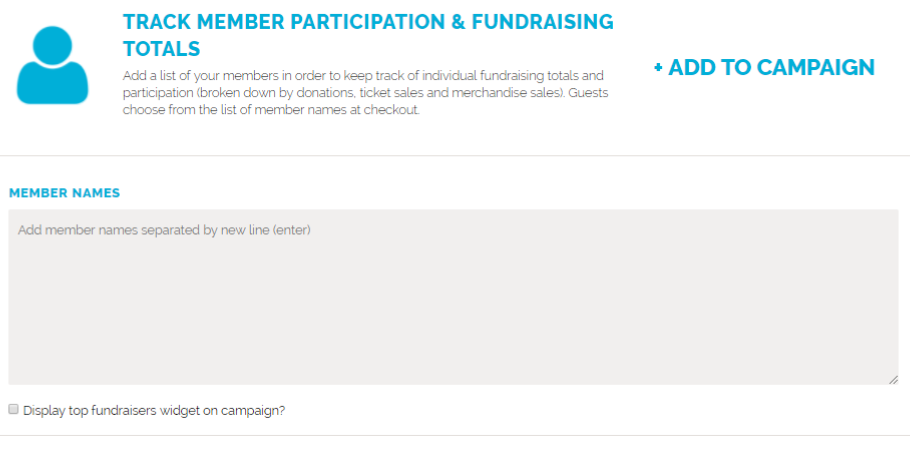 TRACK MEMBER PARTICIPATION & FUNDRAISING
TOTALS
Add a list of your members in order to keep track of individual fundraising totals and
participation (broken down by donations, ticket sales and merchandise sales). Guests
choose from the list of member names at checkout.
+ ADD TO CAMPAIGN
MEMBER NAMES
Add member names separated by new line (enter)
Display top fundraisers widget on campaign?